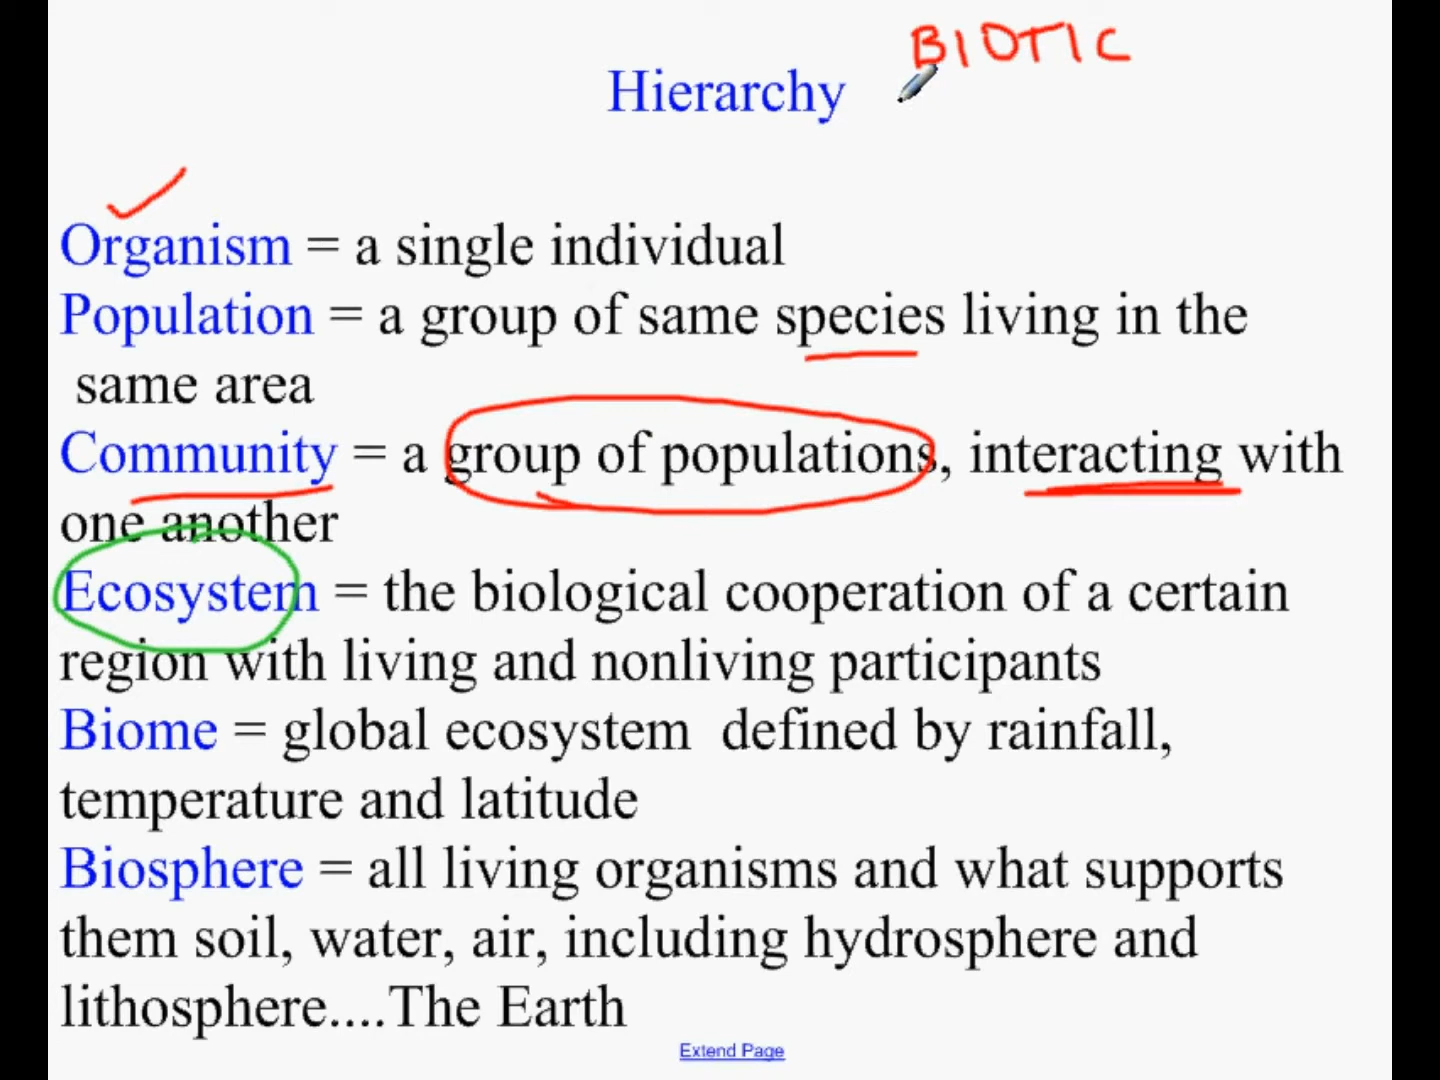 BIOTIC
Hierarchy
Organism = a single individual
Population = a group of same species living in the
same area
Community = a group of populations, interacting with
one another
Ecosystem = the biological cooperation of a certain
region with living and nonliving participants
Biome = global ecosystem defined by rainfall,
temperature and latitude
Biosphere = all living organisms and what supports
them soil, water, air, including hydrosphere and
lithosphere....The Earth
Extend Page